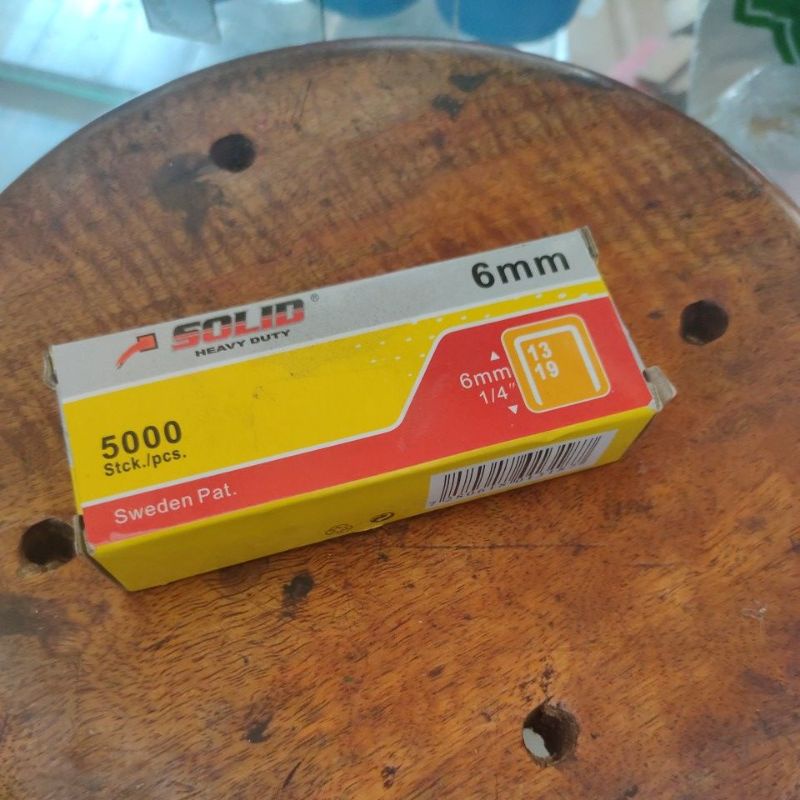 SOLID®
HEAVY DUTY
6mm
5000
Stck./pcs.
6mm
1/4"
13
19
Sweden Pat.